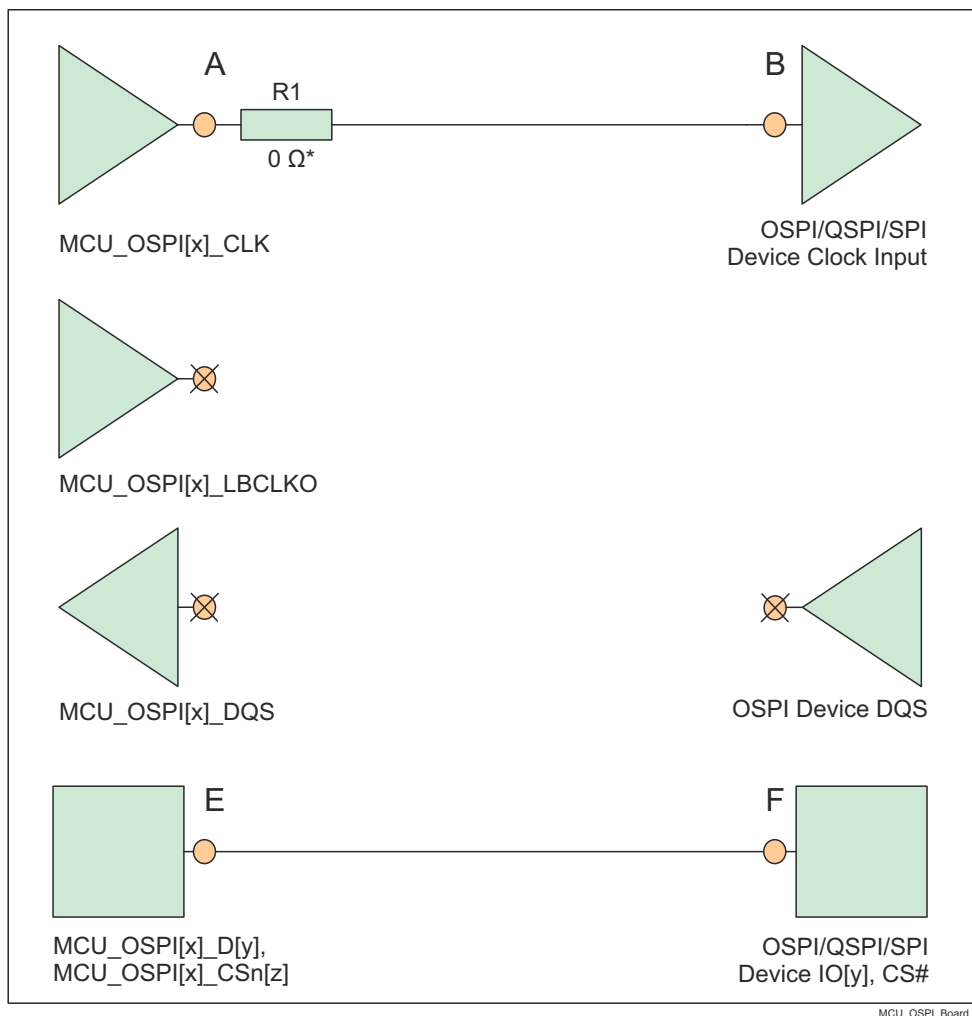 A
B
R1
0 Ω*
MCU_OSPI[x]_CLK
OSPI/QSPI/SPI
Device Clock Input
MCU_OSPI[x]_LBCLKO
MCU_OSPI[x]_DQS
OSPI Device DQS
E
F
MCU_OSPI[x]_D[y],
MCU_OSPI[x]_CSn[z]
OSPI/QSPI/SPI
Device IO[y], CS#
MCU_OSPI_Board